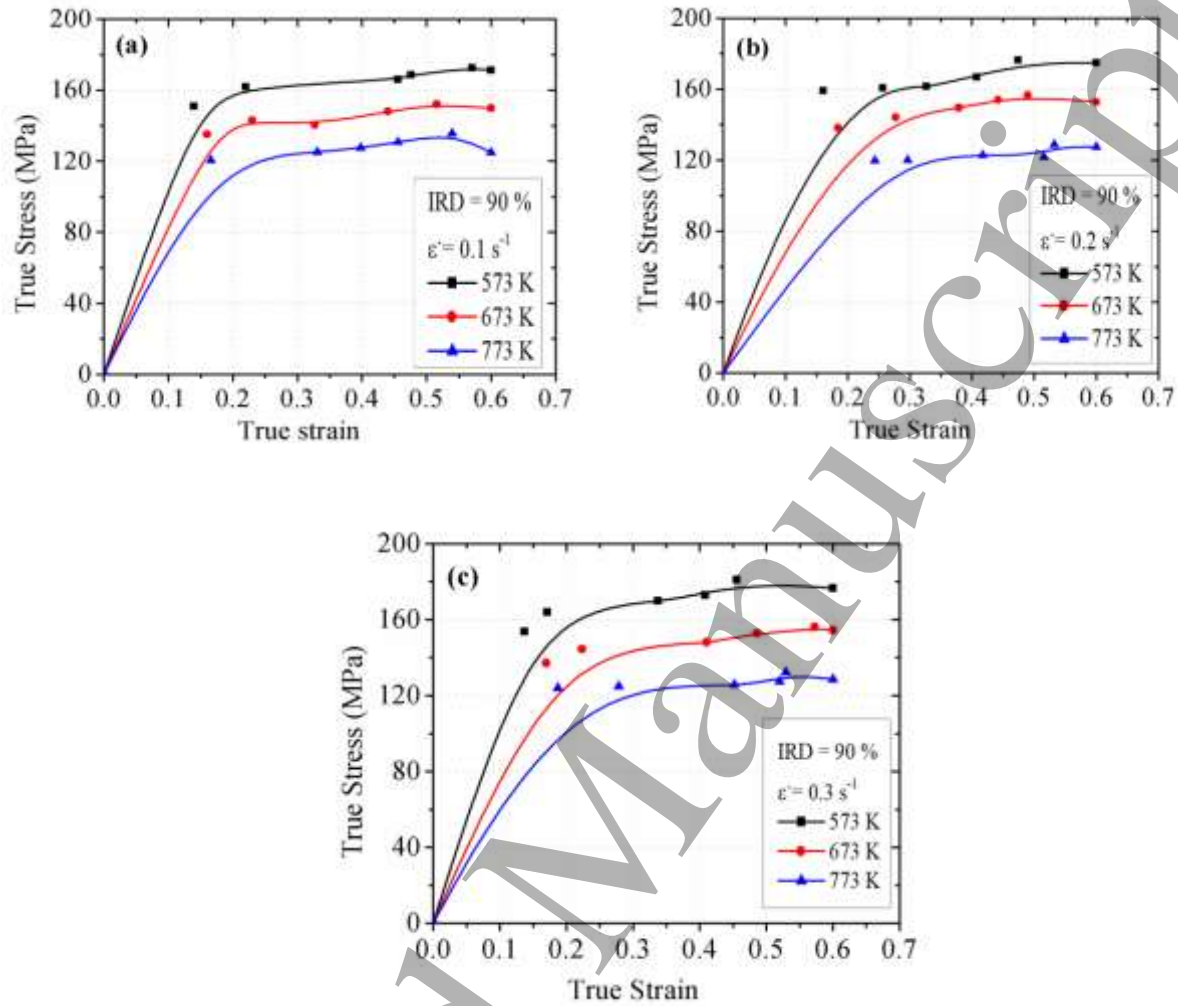 (a)
True Stress (MPa)
200
160
120
80
40
0
0.0 0.1 0.2 0.3 0.4 0.5 0.6 0.7
True strain
IRD = 90 %
ε·= 0.1 s-1
573 K
673 K
773 K
(b)
True Stress (MPa)
200
160
120
80
40
0
0.0 0.1 0.2 0.3 0.4 0.5 0.6 0.7
True Strain
IRD = 90 %
ε·= 0.2 s-1
573 K
673 K
773 K
(c)
True Stress (MPa)
200
160
120
80
40
0
0.0 0.1 0.2 0.3 0.4 0.5 0.6 0.7
True Strain
IRD = 90 %
ε·= 0.3 s-1
573 K
673 K
773 K
d Manuscrip